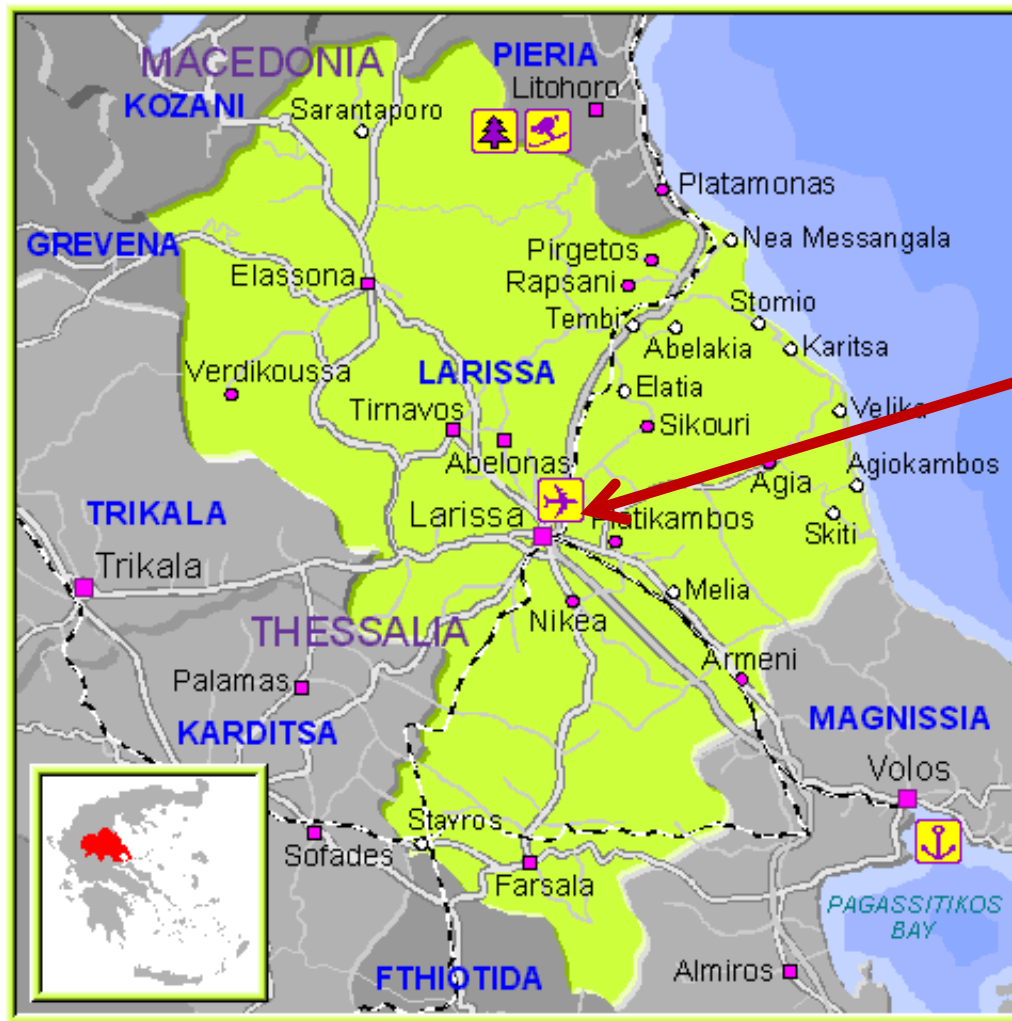 MACEDONIA
PIERIA
KOZANI
Litohoro
Sarantaporo
Platamonas
GREVENA
Nea Messangala
Pirgetos
Elassona
Rapsani
Stomio
Tembi
Abelakia
Karitsa
Verdikoussa
LARISSA
Elatia
Tirnavos
Velika
Sikouri
Abelonas
Agia
Agiokambos
TRIKALA
Larissa
Platikambos
Skiti
Trikala
Melia
THESSALIA
Nikea
Armeni
Palamas
KARDITSA
MAGNISSIA
Volos
Stavros
Sofades
Farsala
PAGASSITIKOS
BAY
FTHIOTIDA
Almiros